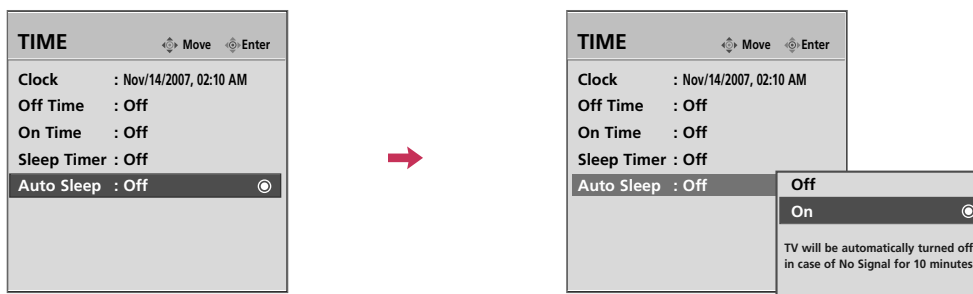 TIME Move Enter
Clock : Nov/14/2007, 02:10 AM
Off Time : Off
On Time : Off
Sleep Timer : Off
Auto Sleep : Off
TIME Move Enter
Clock : Nov/14/2007, 02:10 AM
Off Time : Off
On Time : Off
Sleep Timer : Off
Auto Sleep : Off
Off
On
TV will be automatically turned off
in case of No Signal for 10 minutes